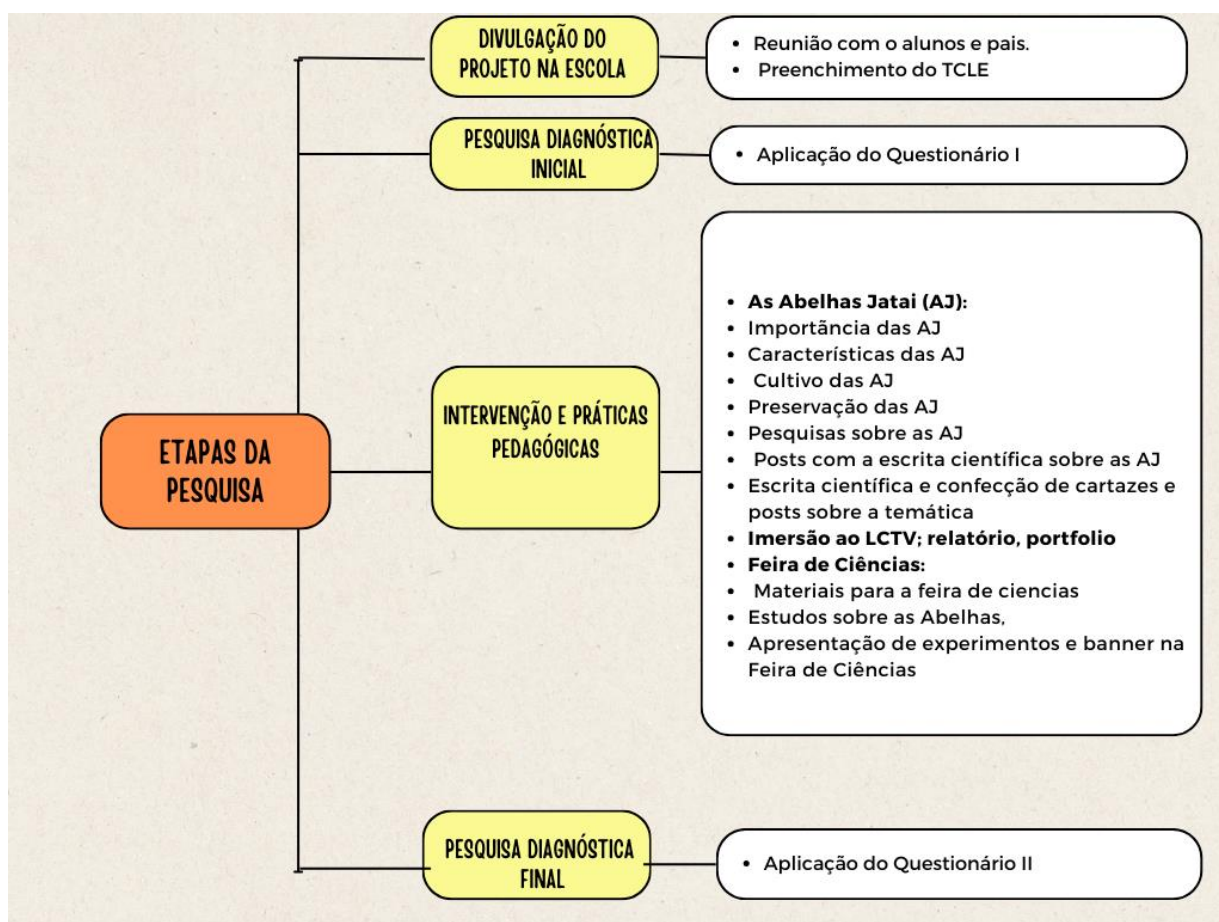 DIVULGAÇÃO DO
PROJETO NA ESCOLA
• Reunião com o alunos e pais.
• Preenchimento do TCLE
PESQUISA DIAGNÓSTICA
INICIAL
• Aplicação do Questionário I
ETAPAS DA
PESQUISA
INTERVENÇÃO E PRÁTICAS
PEDAGÓGICAS
• As Abelhas Jatai (AJ):
• Importãncia das AJ
• Características das AJ
• Cultivo das AJ
• Preservação das AJ
• Pesquisas sobre as AJ
• Posts com a escrita científica sobre as AJ
• Escrita científica e confecção de cartazes e
posts sobre a temática
• Imersão ao LCTV; relatório, portfolio
• Feira de Ciências:
• Materiais para a feira de ciencias
• Estudos sobre as Abelhas,
• Apresentação de experimentos e banner na
Feira de Ciências
PESQUISA DIAGNÓSTICA
FINAL
• Aplicação do Questionário II